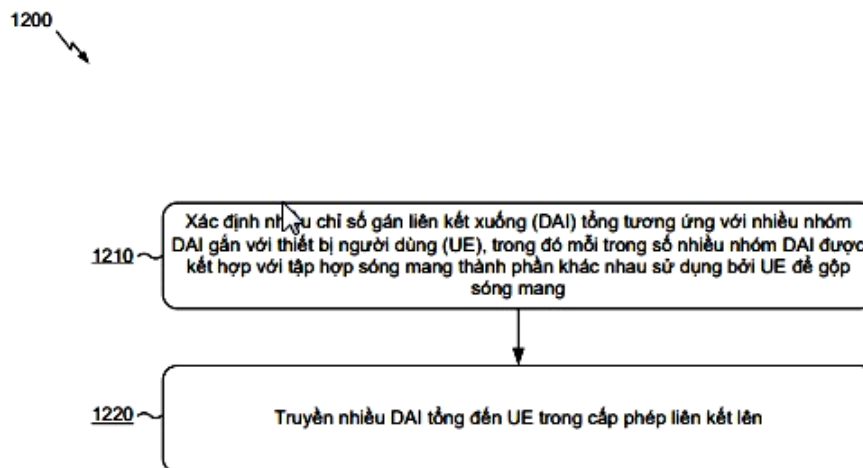 1200
Xác định nhiều chỉ số gán liên kết xuống (DAI) tổng tương ứng với nhiều nhóm
DAI gắn với thiết bị người dùng (UE), trong đó mỗi trong số nhiều nhóm DAI được
1210
kết hợp với tập hợp sóng mang thành phần khác nhau sử dụng bởi UE để gộp
sóng mang
1220
Truyền nhiều DAI tổng đến UE trong cấp phép liên kết lên